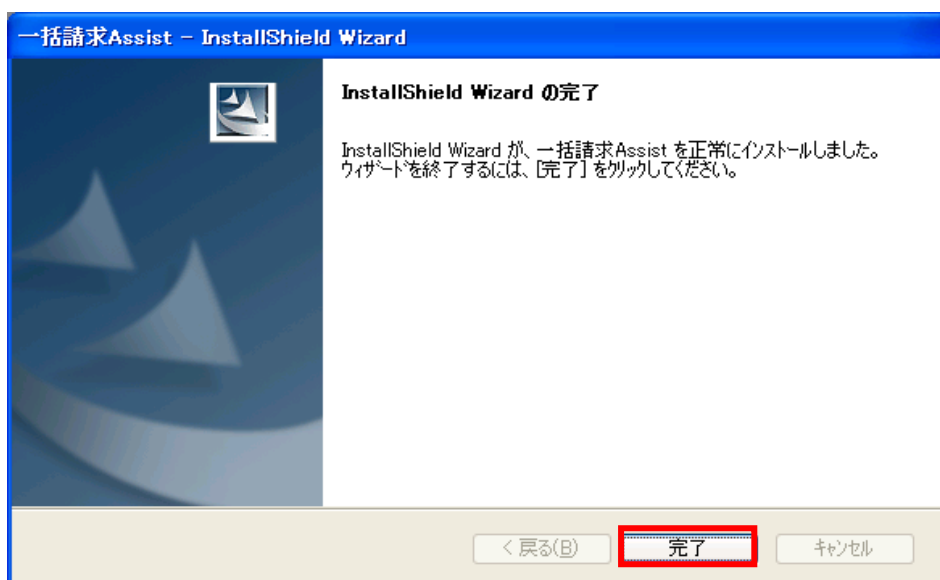 一括請求Assist - InstallShield Wizard
InstallShield Wizard の完了
InstallShield Wizard が、一括請求Assist を正常にインストールしました。
ウィザードを終了するには、[完了] をクリックしてください。
< 戻る(B) 完了 キャンセル